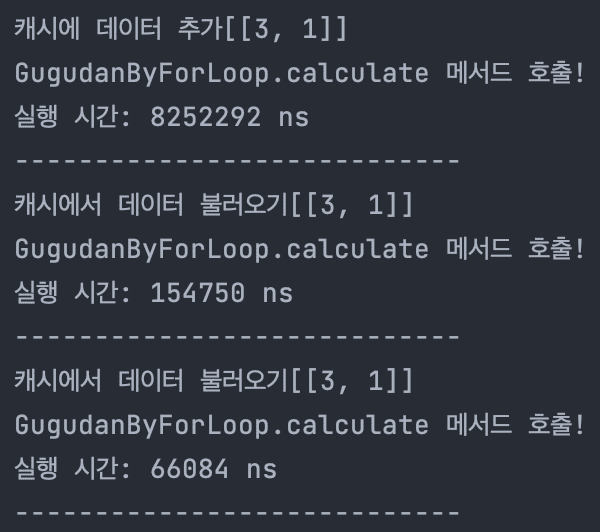 캐시에 데이터 추가[[3, 1]]
GugudanByForLoop.calculate 메서드 호출!
실행 시간: 8252292 ns
----------------------------
캐시에서 데이터 불러오기[[3, 1]]
GugudanByForLoop.calculate 메서드 호출!
실행 시간: 154750 ns
----------------------------
캐시에서 데이터 불러오기[[3, 1]]
GugudanByForLoop.calculate 메서드 호출!
실행 시간: 66084 ns
----------------------------